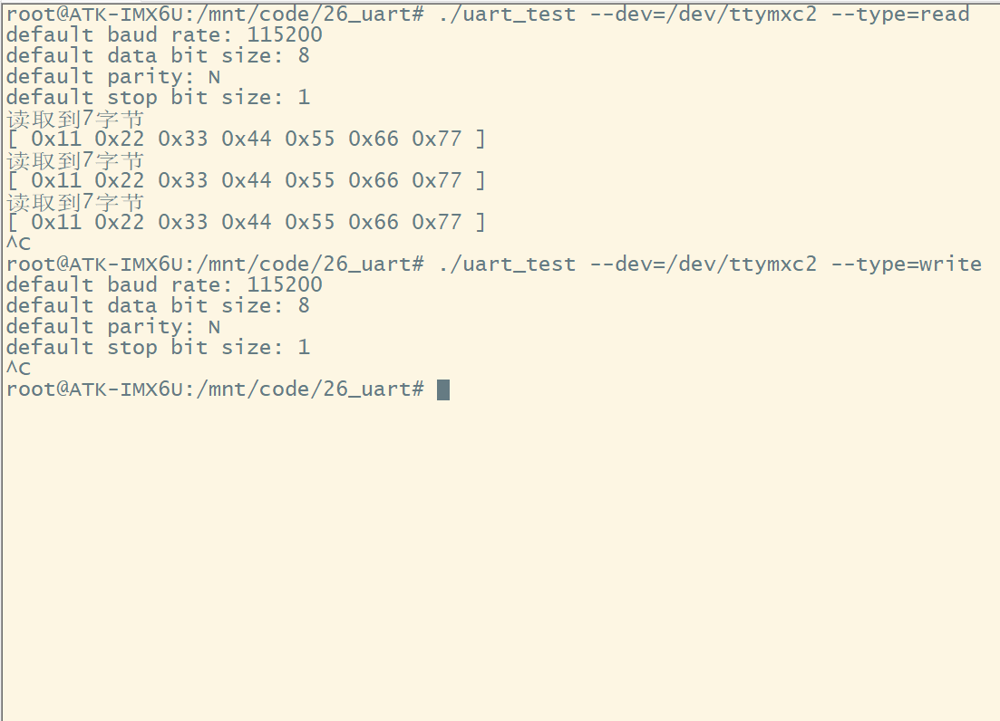 root@ATK-IMX6U:/mnt/code/26_uart# ./uart_test --dev=/dev/ttymxc2 --type=read
default baud rate: 115200
default data bit size: 8
default parity: N
default stop bit size: 1
读取到7字节
[ 0x11 0x22 0x33 0x44 0x55 0x66 0x77 ]
读取到7字节
[ 0x11 0x22 0x33 0x44 0x55 0x66 0x77 ]
读取到7字节
[ 0x11 0x22 0x33 0x44 0x55 0x66 0x77 ]
^C
root@ATK-IMX6U:/mnt/code/26_uart# ./uart_test --dev=/dev/ttymxc2 --type=write
default baud rate: 115200
default data bit size: 8
default parity: N
default stop bit size: 1
^C
root@ATK-IMX6U:/mnt/code/26_uart#